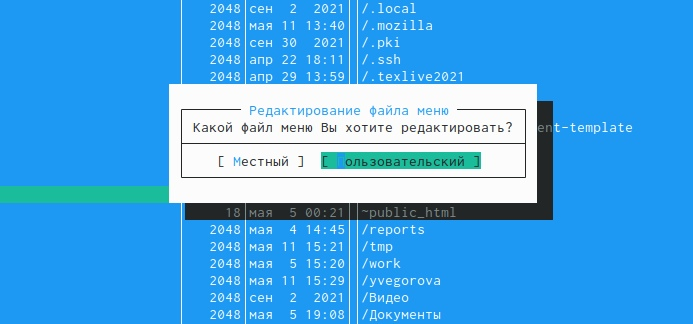 2048 сен  2  2021 /.local
2048 мая 11 13:40 /.mozilla
2048 сен 30  2021 /.pki
2048 апр 22 18:11 /.ssh
2048 апр 29 13:59 /.texlive2021
Редактирование файла меню
Какой файл меню Вы хотите редактировать? ent-template
[ Местный ] [ Пользовательский ]
18 мая  5 00:21 ~public_html
2048 мая  4 14:45 /reports
2048 мая 11 15:21 /tmp
2048 мая  5 15:20 /work
2048 мая 11 15:29 /yvegorova
2048 сен  2  2021 /Видео
2048 мая  5 19:08 /Документы